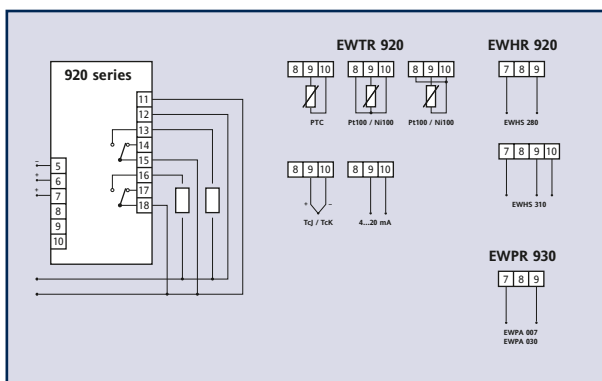 920 series
11
12
13
14
15
16
17
18
–
5
+
6
+
7
8
9
10
EWTR 920
8 9 10
PTC
8 9 10
Pt100 / Ni100
8 9 10
Pt100 / Ni100
8 9 10
+ –
TcJ / TcK
8 9 10
4...20 mA
EWHR 920
7 8 9
EWHS 280
7 8 9 10
EWHS 310
EWPR 930
7 8 9
EWPA 007
EWPA 030